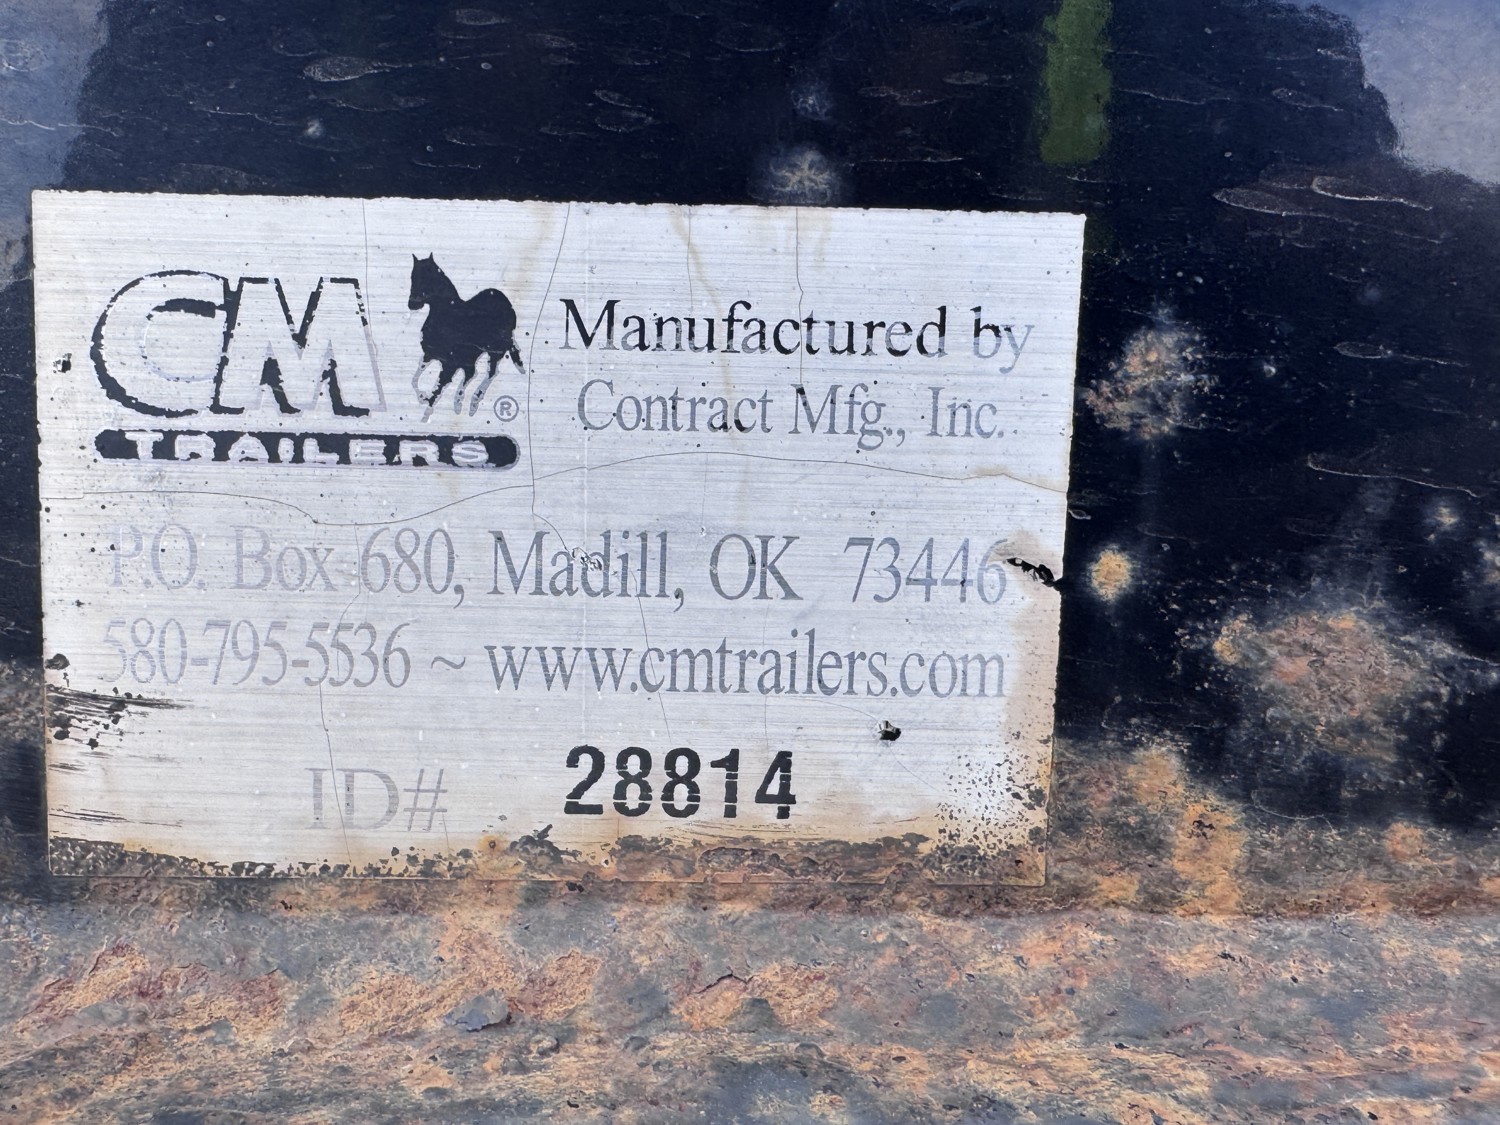 CM
TRAILERS
®
Manufactured by
Contract Mfg., Inc.
P.O. Box 680, Madill, OK 73446
580-795-5536 ~ www.cmtrailers.com
ID# 28814